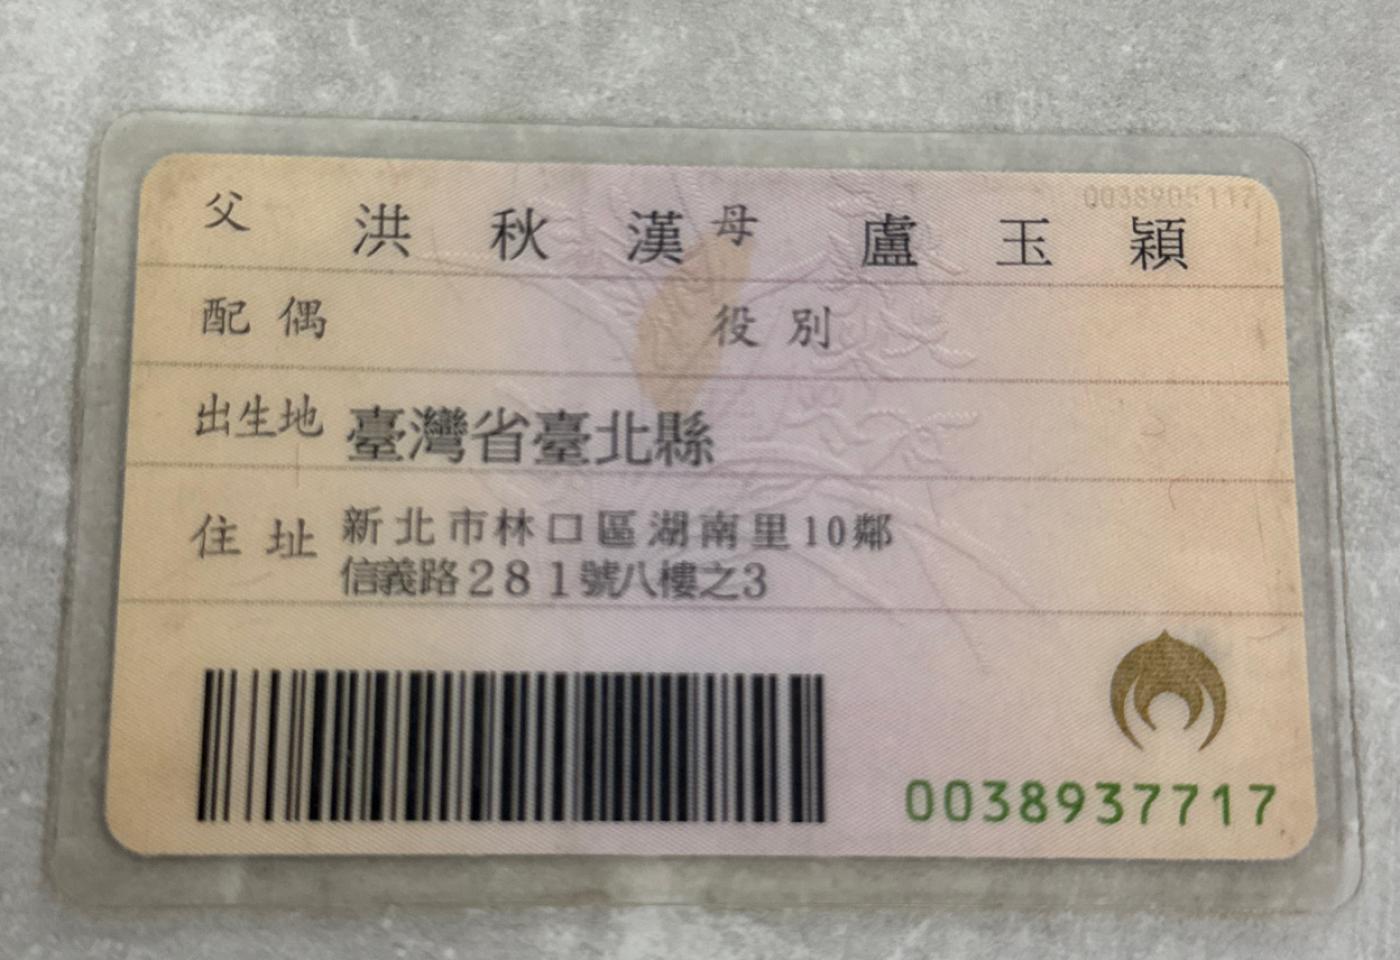 0038905117
父 洪秋漢 母 盧玉穎
配偶 役別
出生地 臺灣省臺北縣
住址 新北市林口區湖南里10鄰
信義路281號八樓之3
0038937717